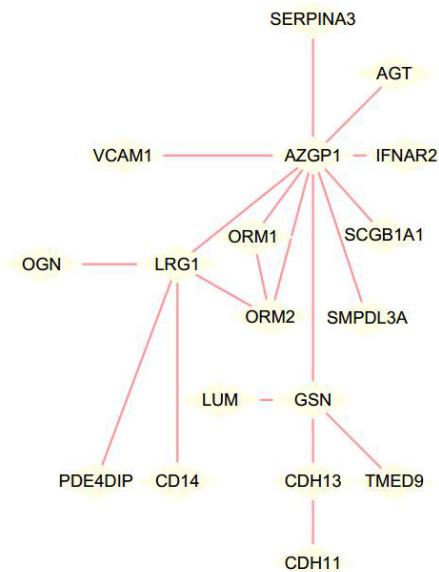 SERPINA3
AGT
VCAM1
AZGP1
IFNAR2
ORM1
SCGB1A1
OGN
LRG1
ORM2
SMPDL3A
LUM
GSN
PDE4DIP
CD14
CDH13
TMED9
CDH11